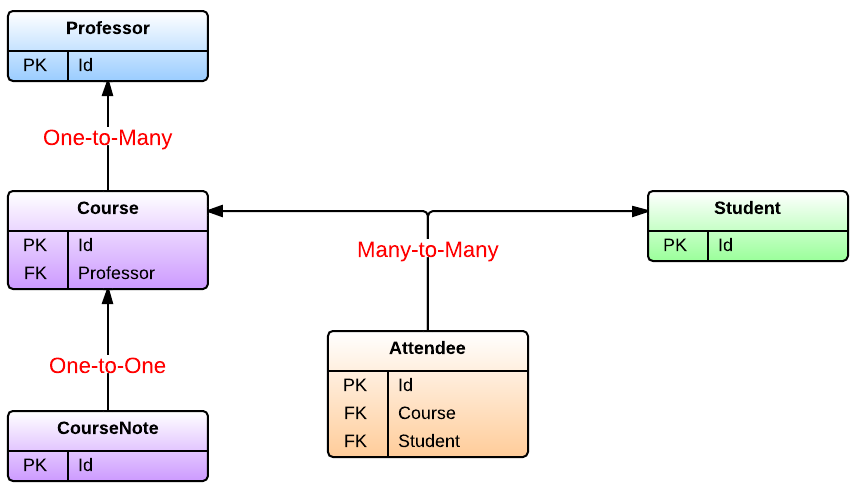 Professor
PK Id
One-to-Many
Course
PK Id
FK Professor
Student
PK Id
Many-to-Many
One-to-One
Attendee
PK Id
FK Course
FK Student
CourseNote
PK Id